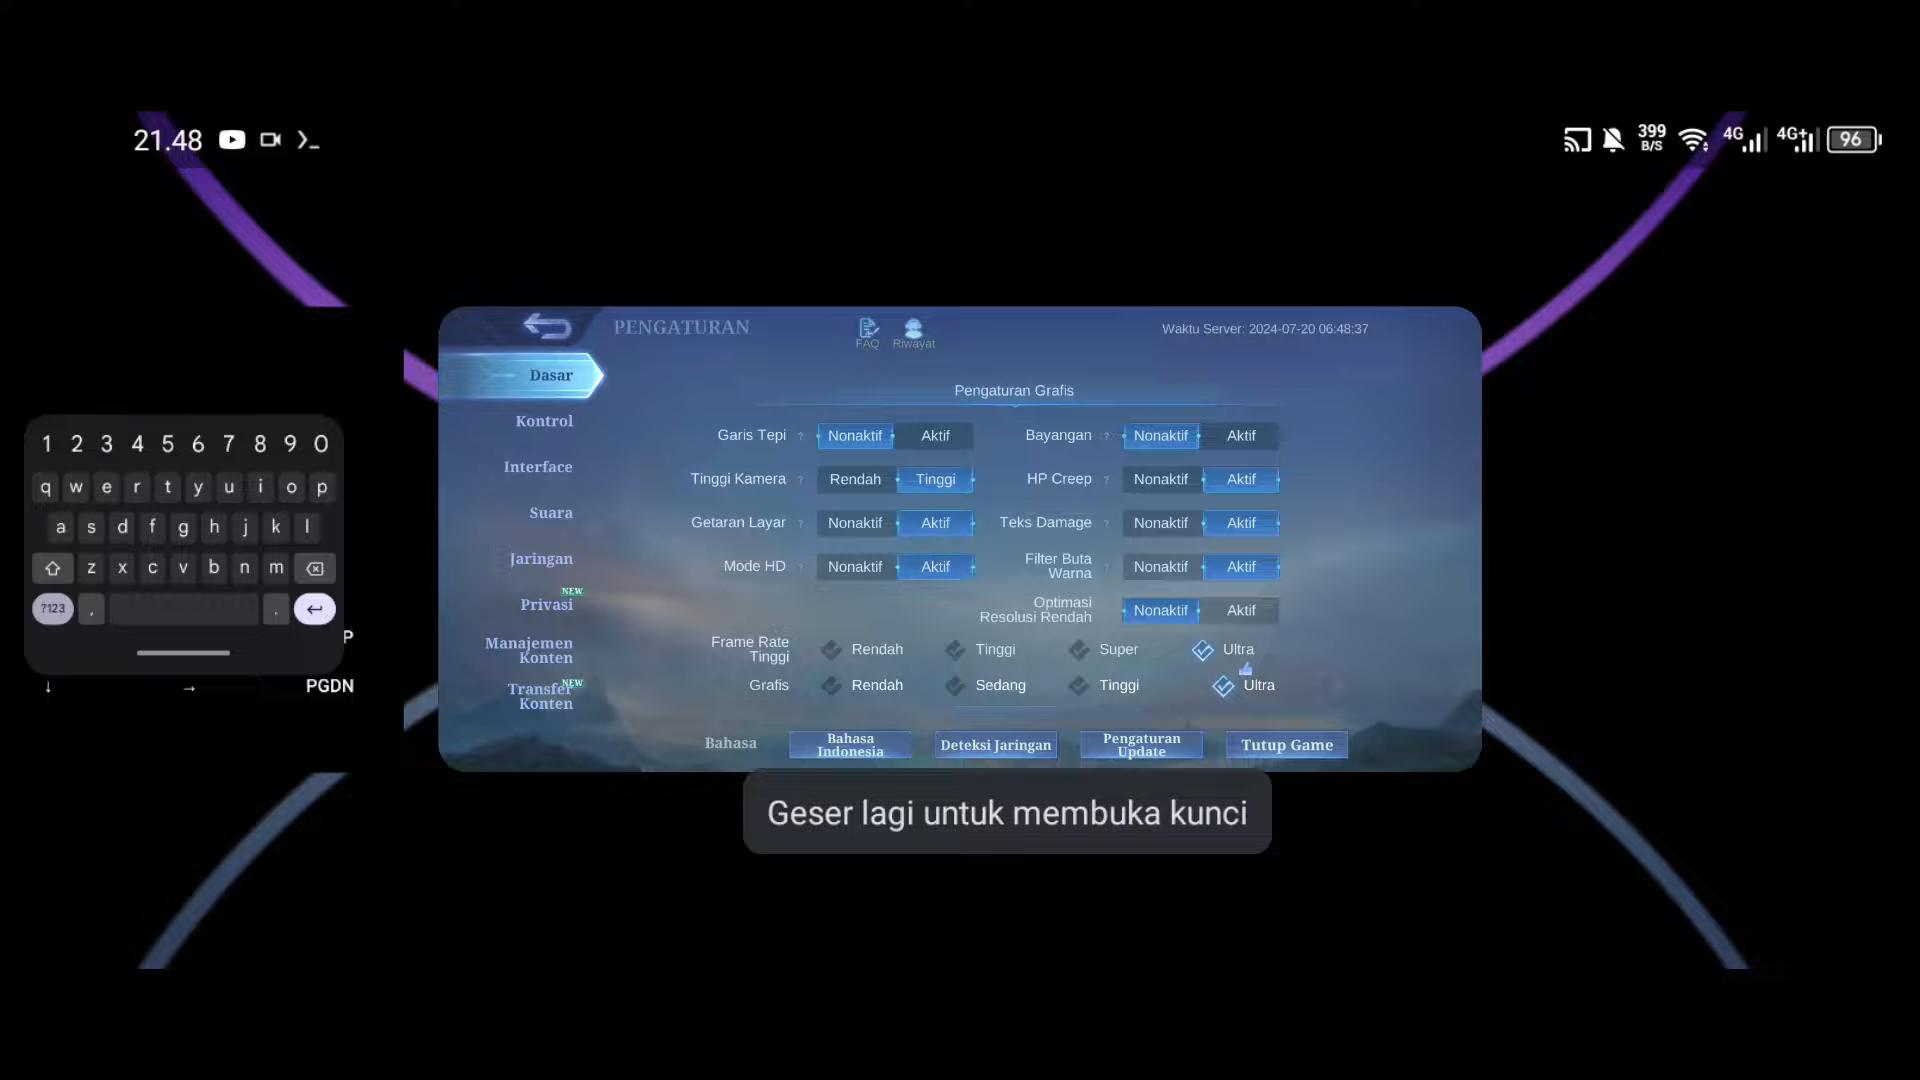 21.48
399
B/S
4G
4G+
96
PENGATURAN
FAQ
Riwayat
Waktu Server: 2024-07-20 06:48:37
Dasar
Kontrol
Interface
Suara
Jaringan
NEW
Privasi
Manajemen
Konten
NEW
Transfer
Konten
Pengaturan Grafis
Garis Tepi ? Nonaktif Aktif
Bayangan ? Nonaktif Aktif
Tinggi Kamera ? Rendah Tinggi
HP Creep ? Nonaktif Aktif
Getaran Layar ? Nonaktif Aktif
Teks Damage ? Nonaktif Aktif
Mode HD ? Nonaktif Aktif
Filter Buta
Warna ? Nonaktif Aktif
Optimasi
Resolusi Rendah Nonaktif Aktif
Frame Rate
Tinggi Rendah Tinggi Super Ultra
Grafis Rendah Sedang Tinggi Ultra
Bahasa
Bahasa
Indonesia
Deteksi Jaringan
Pengaturan
Update
Tutup Game
Geser lagi untuk membuka kunci
1 2 3 4 5 6 7 8 9 0
q w e r t y u i o p
a s d f g h j k l
z x c v b n m
?123 , .
P
↓ → PGDN